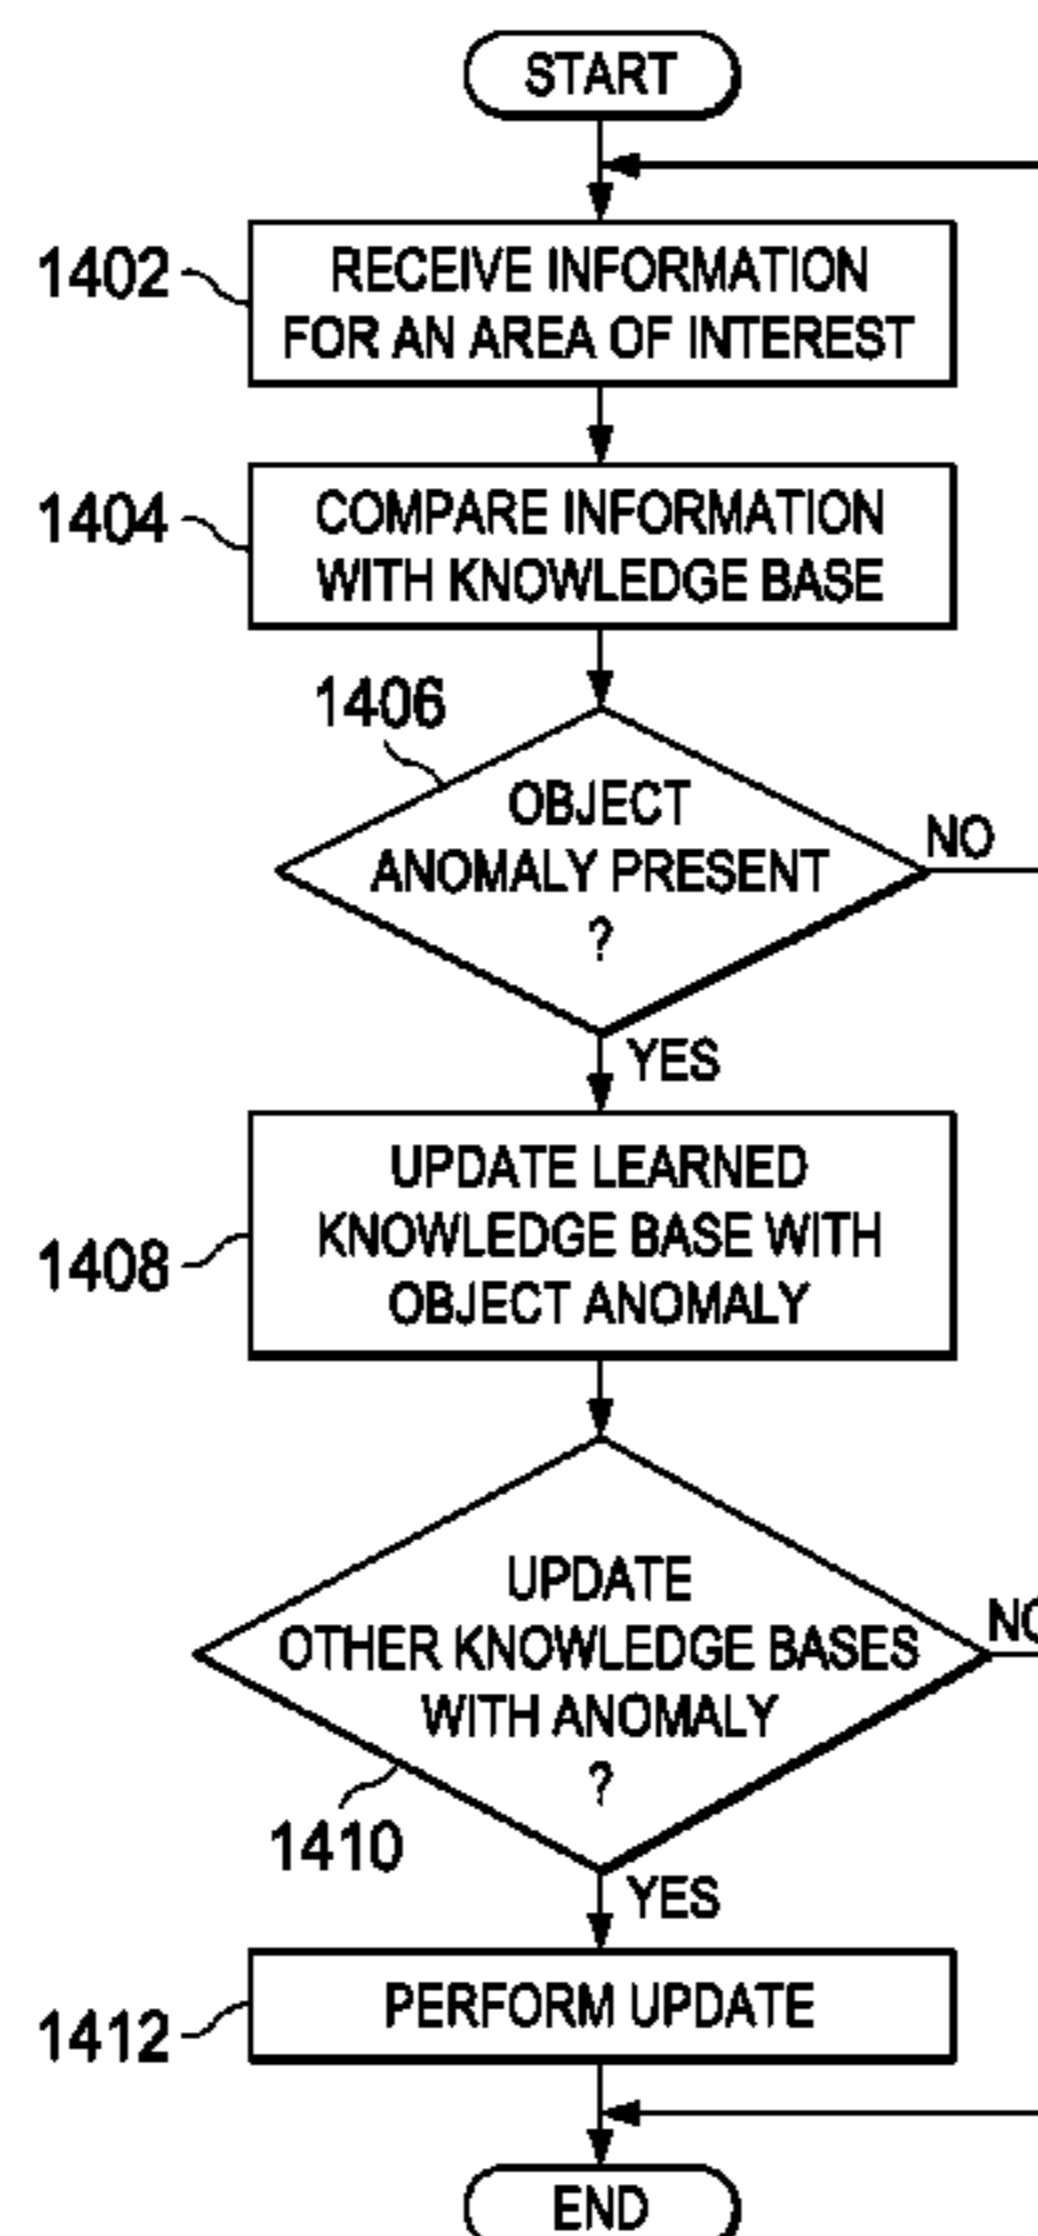 START
1402
RECEIVE INFORMATION
FOR AN AREA OF INTEREST
1404
COMPARE INFORMATION
WITH KNOWLEDGE BASE
1406
OBJECT
ANOMALY PRESENT
?
NO
YES
1408
UPDATE LEARNED
KNOWLEDGE BASE WITH
OBJECT ANOMALY
UPDATE
OTHER KNOWLEDGE BASES
WITH ANOMALY
?
NO
1410
YES
1412
PERFORM UPDATE
END